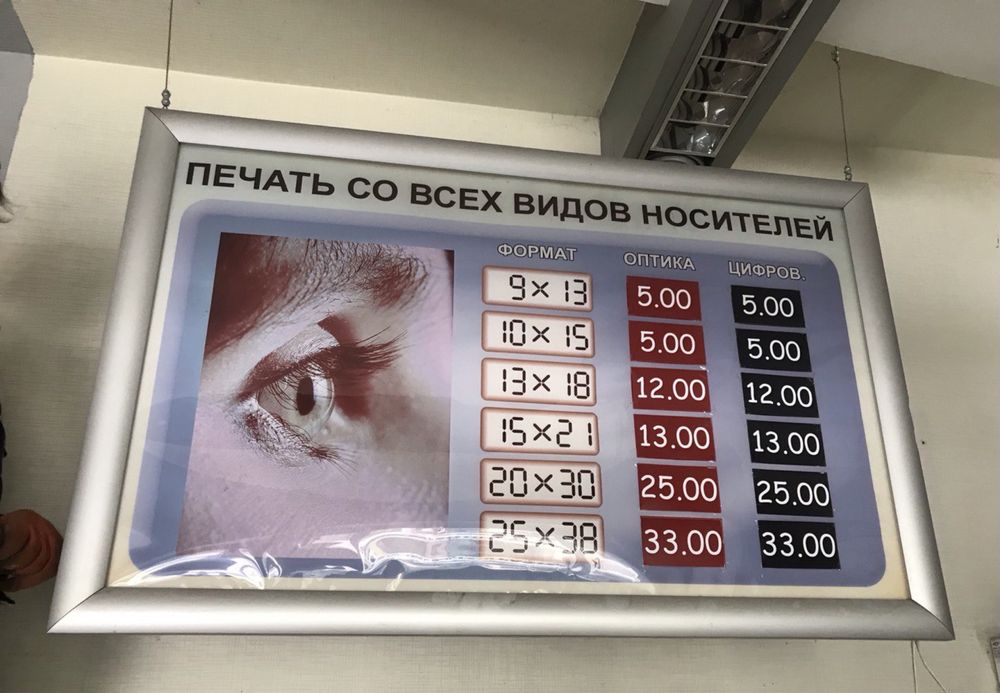 ПЕЧАТЬ СО ВСЕХ ВИДОВ НОСИТЕЛЕЙ
ФОРМАТ ОПТИКА ЦИФРОВ.
9×13 5.00 5.00
10×15 5.00 5.00
13×18 12.00 12.00
15×21 13.00 13.00
20×30 25.00 25.00
25×38 33.00 33.00